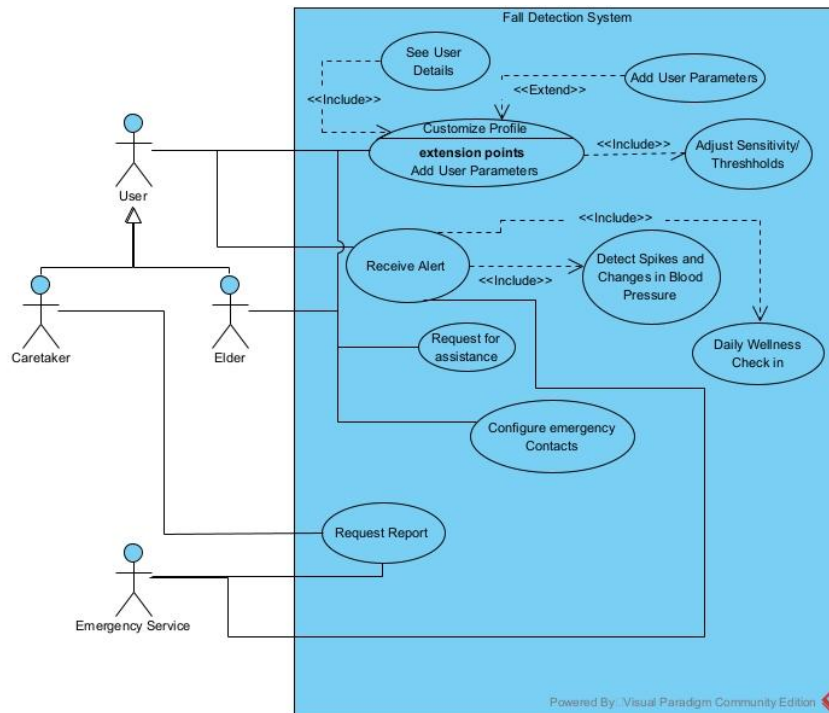 Fall Detection System
See User
Details
Add User Parameters
<<Include>>
<<Extend>>
Customize Profile
extension points
Add User Parameters
<<Include>>
Adjust Sensitivity/
Threshholds
User
<<Include>>
Receive Alert
<<Include>>
Detect Spikes and
Changes in Blood
Pressure
Caretaker
Elder
Request for
assistance
Daily Wellness
Check in
Configure emergency
Contacts
Request Report
Emergency Service
Powered By Visual Paradigm Community Edition